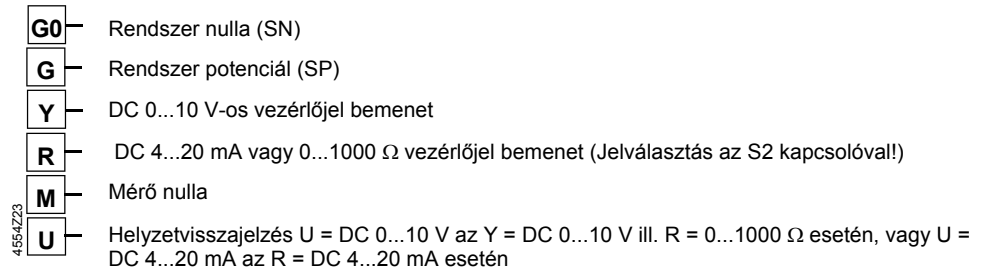 G0 Rendszer nulla (SN)
G Rendszer potenciál (SP)
Y DC 0...10 V-os vezérlőjel bemenet
R DC 4...20 mA vagy 0...1000 Ω vezérlőjel bemenet (Jelválasztás az S2 kapcsolóval!)
M Mérő nulla
U Helyzetvisszajelzés U = DC 0...10 V az Y = DC 0...10 V ill. R = 0...1000 Ω esetén, vagy U =
DC 4...20 mA az R = DC 4...20 mA esetén
4554Z23